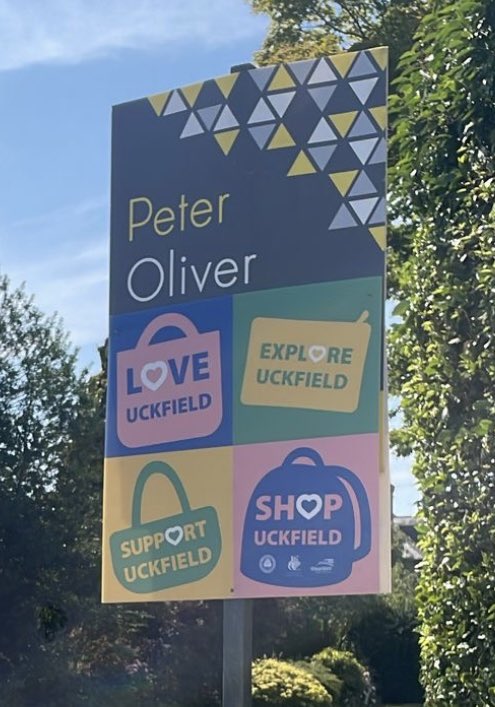 Peter
Oliver
LOVE
UCKFIELD
EXPLORE
UCKFIELD
SUPPORT
UCKFIELD
SHOP
UCKFIELD